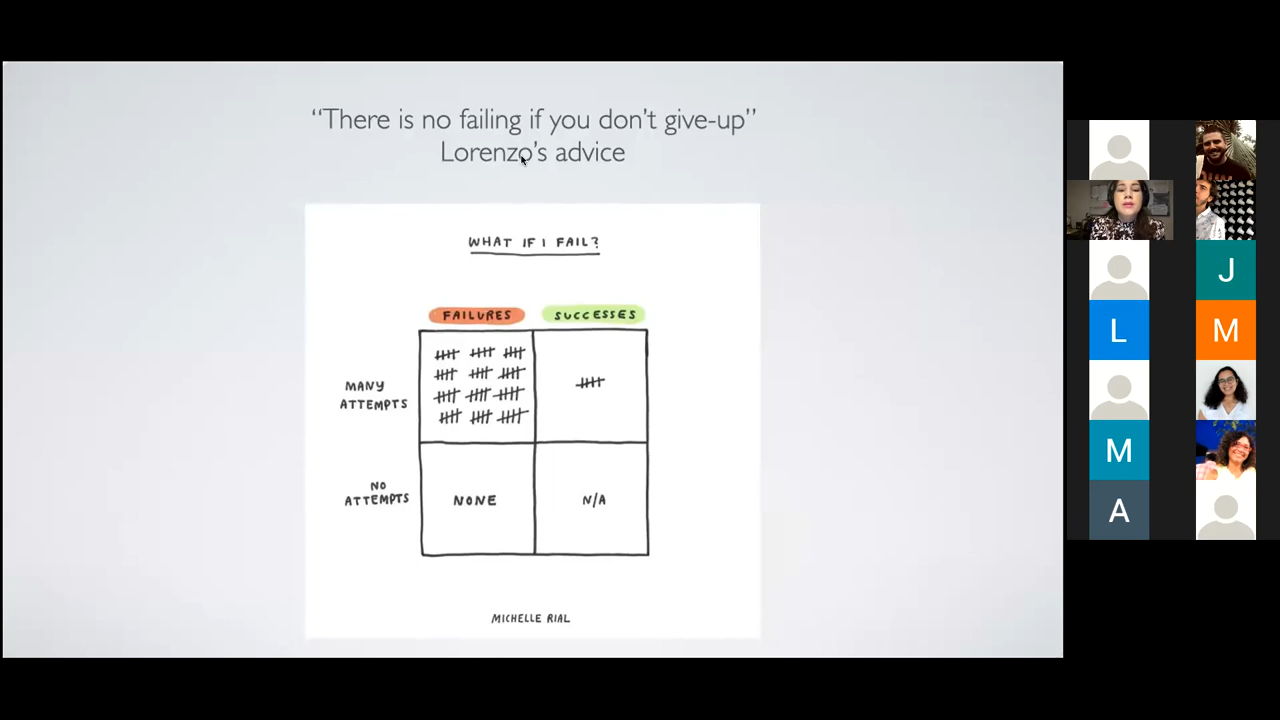 “There is no failing if you don’t give-up”
Lorenzo’s advice
WHAT IF I FAIL?
FAILURES SUCCESSES
MANY
ATTEMPTS
NO
ATTEMPTS
NONE N/A
MICHELLE RIAL
J
L M
M
A